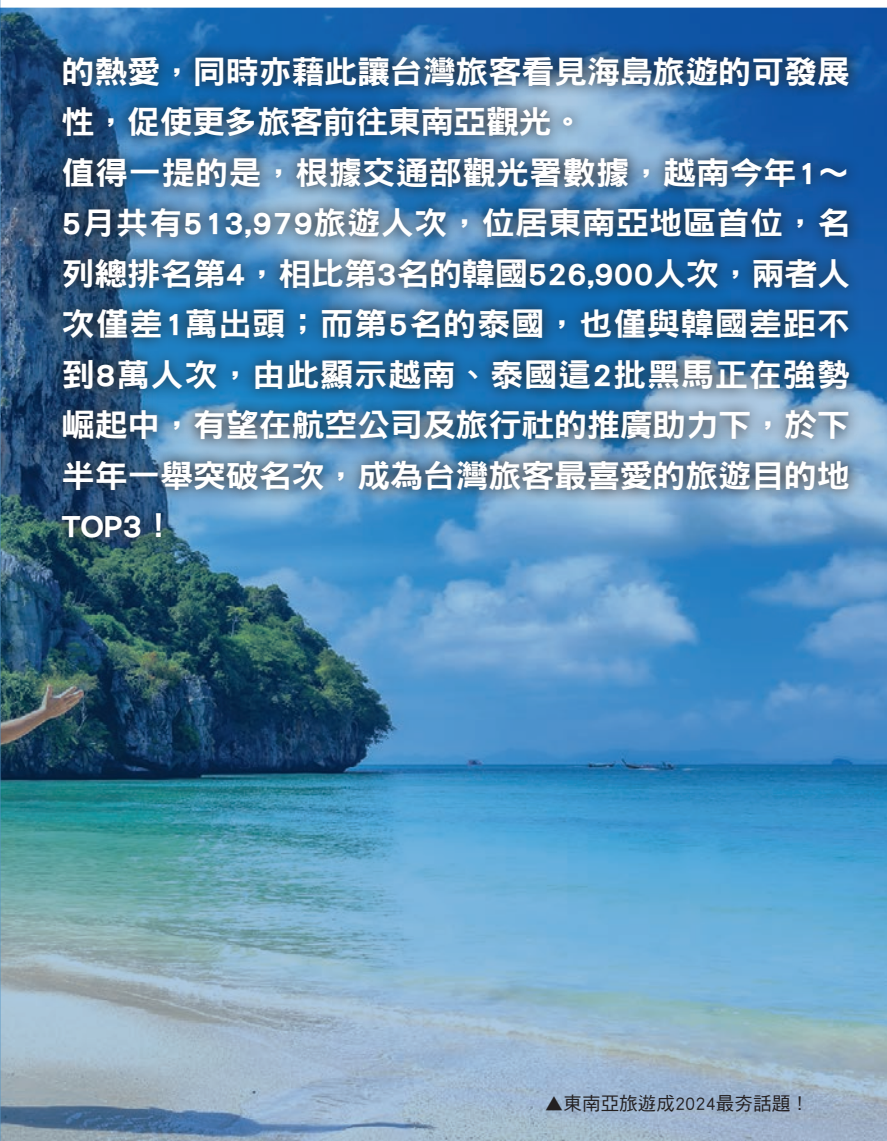 的熱愛，同時亦藉此讓台灣旅客看見海島旅遊的可發展
性，促使更多旅客前往東南亞觀光。
值得一提的是，根據交通部觀光署數據，越南今年1～
5月共有513,979旅遊人次，位居東南亞地區首位，名
列總排名第4，相比第3名的韓國526,900人次，兩者人
次僅差1萬出頭；而第5名的泰國，也僅與韓國差距不
到8萬人次，由此顯示越南、泰國這2批黑馬正在強勢
崛起中，有望在航空公司及旅行社的推廣助力下，於下
半年一舉突破名次，成為台灣旅客最喜愛的旅遊目的地
TOP3！
▲東南亞旅遊成2024最夯話題！